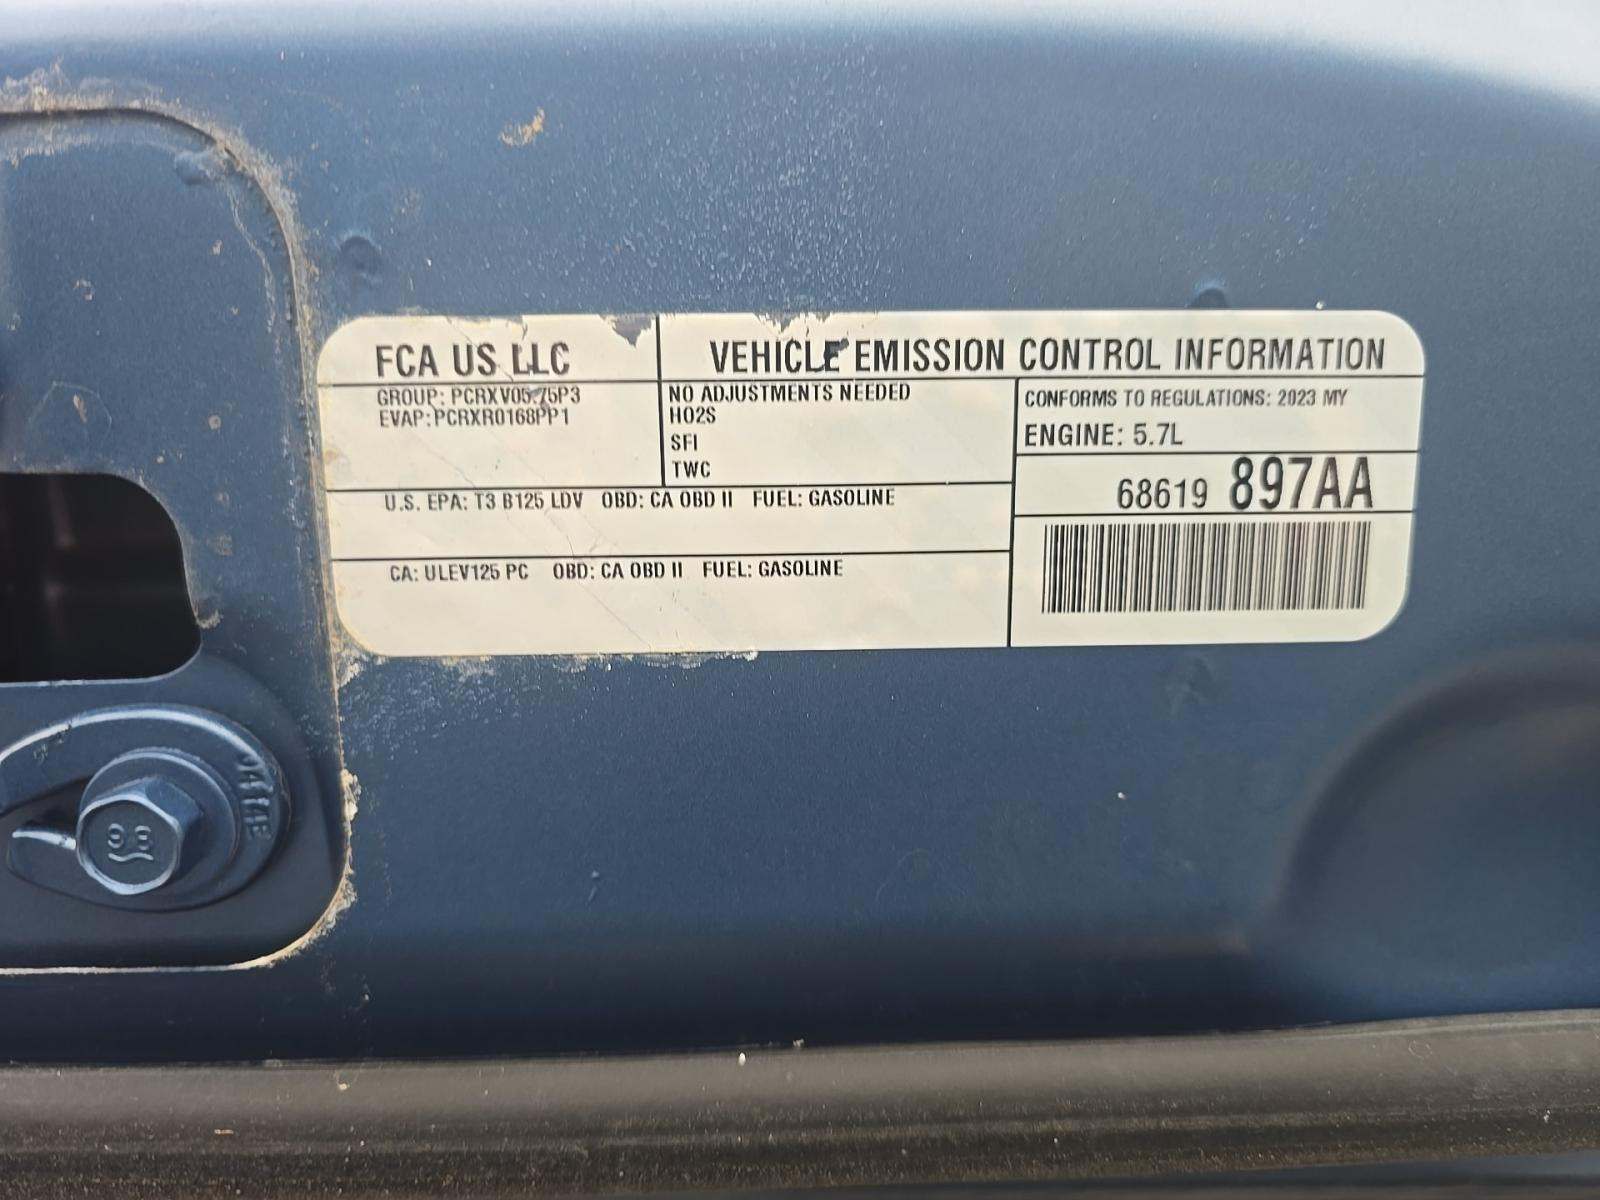 FCA US LLC
VEHICLE EMISSION CONTROL INFORMATION
GROUP: PCRXV05.75P3
EVAP: PCRXR0168PP1
NO ADJUSTMENTS NEEDED
HO2S
SFI
TWC
CONFORMS TO REGULATIONS: 2023 MY
ENGINE: 5.7L
68619 897AA
U.S. EPA: T3 B125 LDV OBD: CA OBD II FUEL: GASOLINE
CA: ULEV125 PC OBD: CA OBD II FUEL: GASOLINE